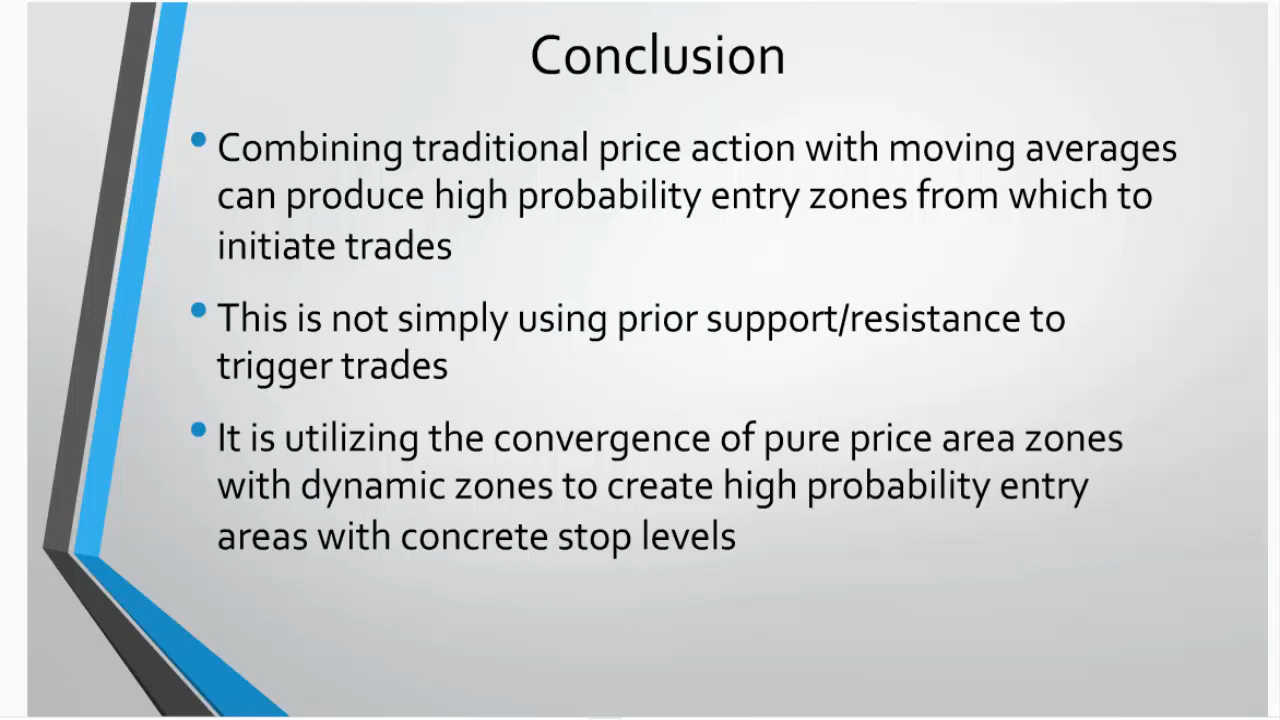 Conclusion
• Combining traditional price action with moving averages
can produce high probability entry zones from which to
initiate trades
• This is not simply using prior support/resistance to
trigger trades
• It is utilizing the convergence of pure price area zones
with dynamic zones to create high probability entry
areas with concrete stop levels